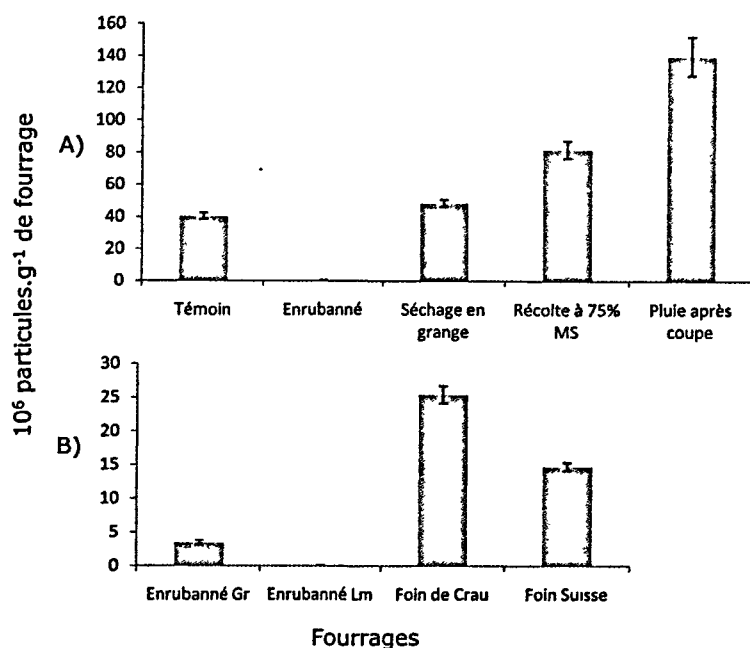 10⁶ particules.g⁻¹ de fourrage
A)
160
140
120
100
80
60
40
20
0
Témoin Enrubanné Séchage en grange Récolte à 75% MS Pluie après coupe
B)
30
25
20
15
10
5
0
Enrubanné Gr Enrubanné Lm Foin de Crau Foin Suisse
Fourrages